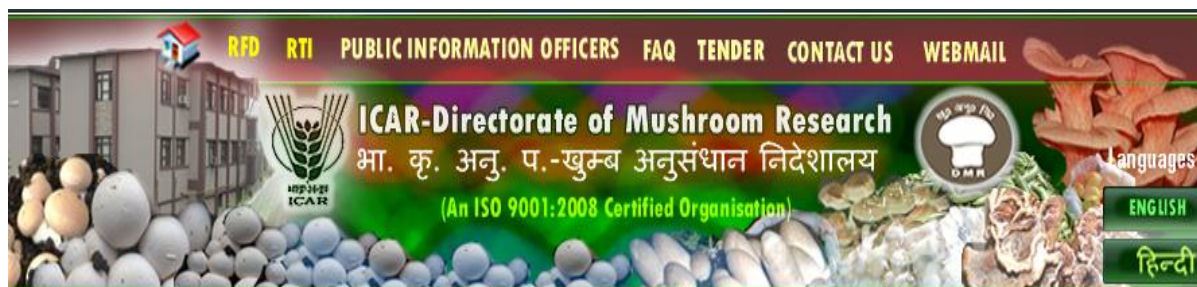 RFD RTI PUBLIC INFORMATION OFFICERS FAQ TENDER CONTACT US WEBMAIL
ICAR-Directorate of Mushroom Research
भा. कृ. अनु. प.-खुम्ब अनुसंधान निदेशालय
(An ISO 9001:2008 Certified Organisation)
ICAR
DMR
Languages
ENGLISH
हिन्दी